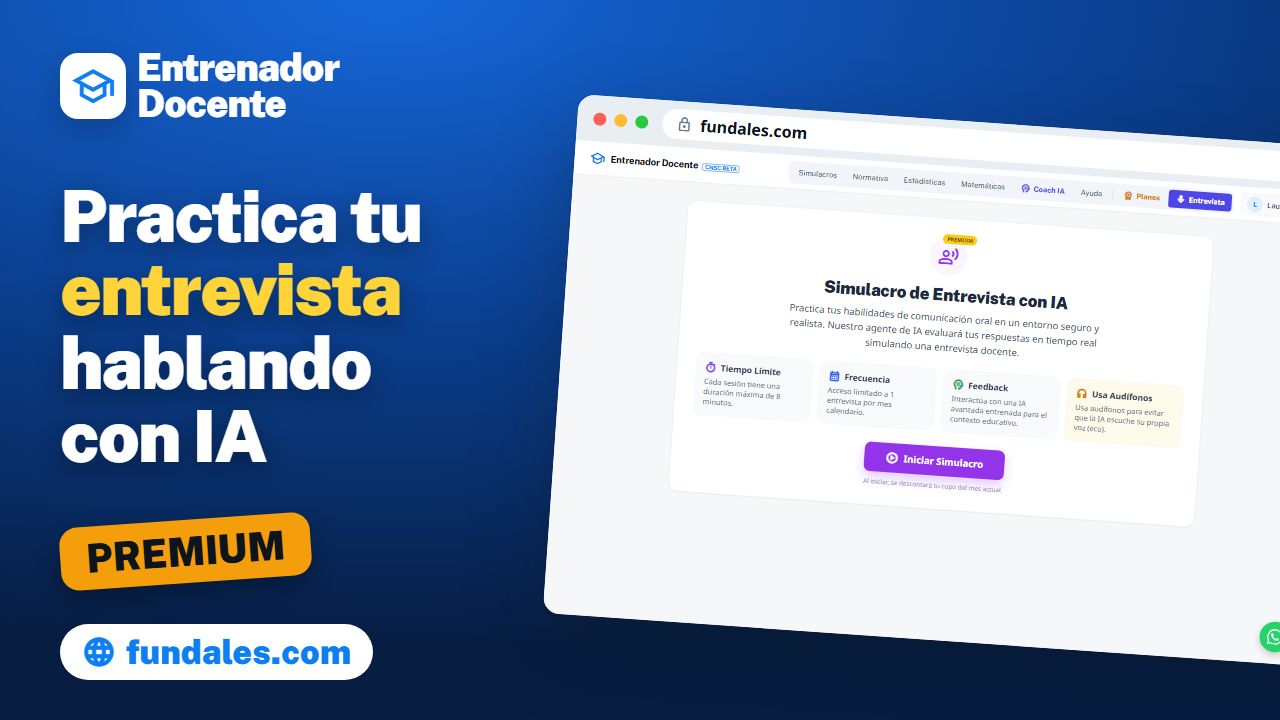 Entrenador
Docente
Practica tu
entrevista
hablando
con IA
PREMIUM
fundales.com
fundales.com
Entrenador Docente CNSC BETA
Simulacros Normativa Estadísticas Matemáticas Coach IA Ayuda Planes Entrevista L
PREMIUM
Simulacro de Entrevista con IA
Practica tus habilidades de comunicación oral en un entorno seguro y
realista. Nuestro agente de IA evaluará tus respuestas en tiempo real
simulando una entrevista docente.
Tiempo Límite
Cada sesión tiene una
duración máxima de 8
minutos.
Frecuencia
Acceso limitado a 1
entrevista por mes
calendario.
Feedback
Interactúa con una IA
avanzada entrenada para el
contexto educativo.
Usa Audífonos
Usa audífonos para evitar
que la IA escuche su propia
voz (eco).
Iniciar Simulacro
Al iniciar, se descontará tu cupo del mes actual.